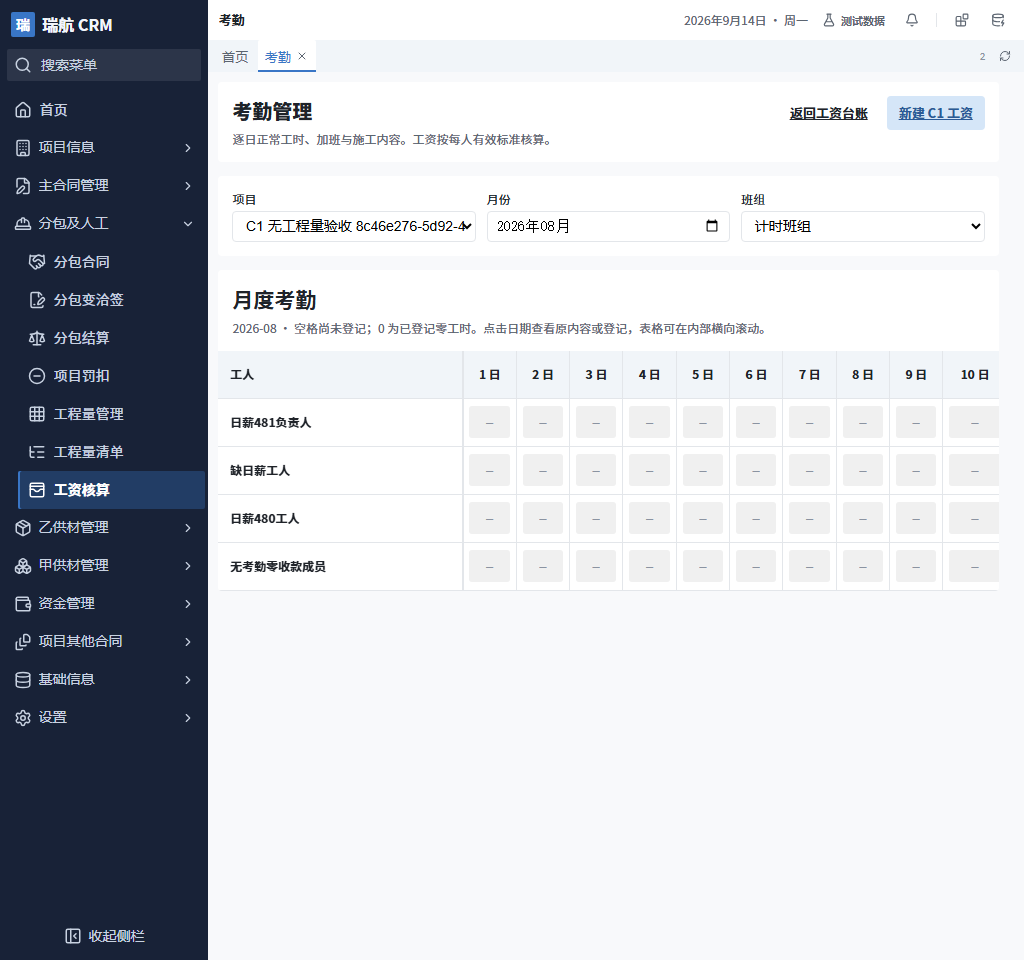 瑞 瑞航 CRM
搜索菜单
首页
项目信息
主合同管理
分包及人工
分包合同
分包变洽签
分包结算
项目罚扣
工程量管理
工程量清单
工资核算
乙供材管理
甲供材管理
资金管理
项目其他合同
基础信息
设置
收起侧栏
考勤 2026年9月14日 · 周一 测试数据
首页 考勤 2
考勤管理
逐日正常工时、加班与施工内容。工资按每人有效标准核算。
返回工资台账 新建 C1 工资
项目 月份 班组
C1 无工程量验收 8c46e276-5d92-4 2026年08月 计时班组
月度考勤
2026-08 · 空格尚未登记；0 为已登记零工时。点击日期查看原内容或登记，表格可在内部横向滚动。
工人 1 日 2 日 3 日 4 日 5 日 6 日 7 日 8 日 9 日 10 日
日薪481负责人 — — — — — — — — — —
缺日薪工人 — — — — — — — — — —
日薪480工人 — — — — — — — — — —
无考勤零收款成员 — — — — — — — — — —